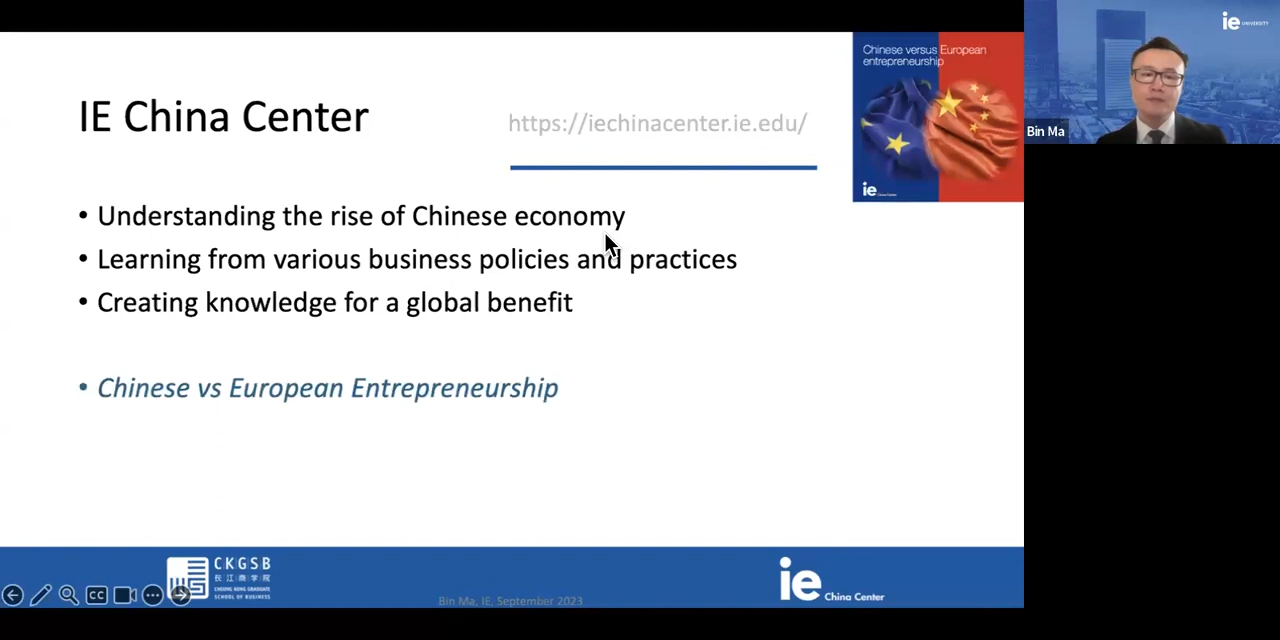 IE China Center
https://iechinacenter.ie.edu/
Chinese versus European
entrepreneurship
ie
ie UNIVERSITY
Bin Ma
• Understanding the rise of Chinese economy
• Learning from various business policies and practices
• Creating knowledge for a global benefit
• Chinese vs European Entrepreneurship
CKGSB
长江商学院
CHEUNG KONG GRADUATE
SCHOOL OF BUSINESS
CC
Bin Ma, IE, September 2023
ie China Center